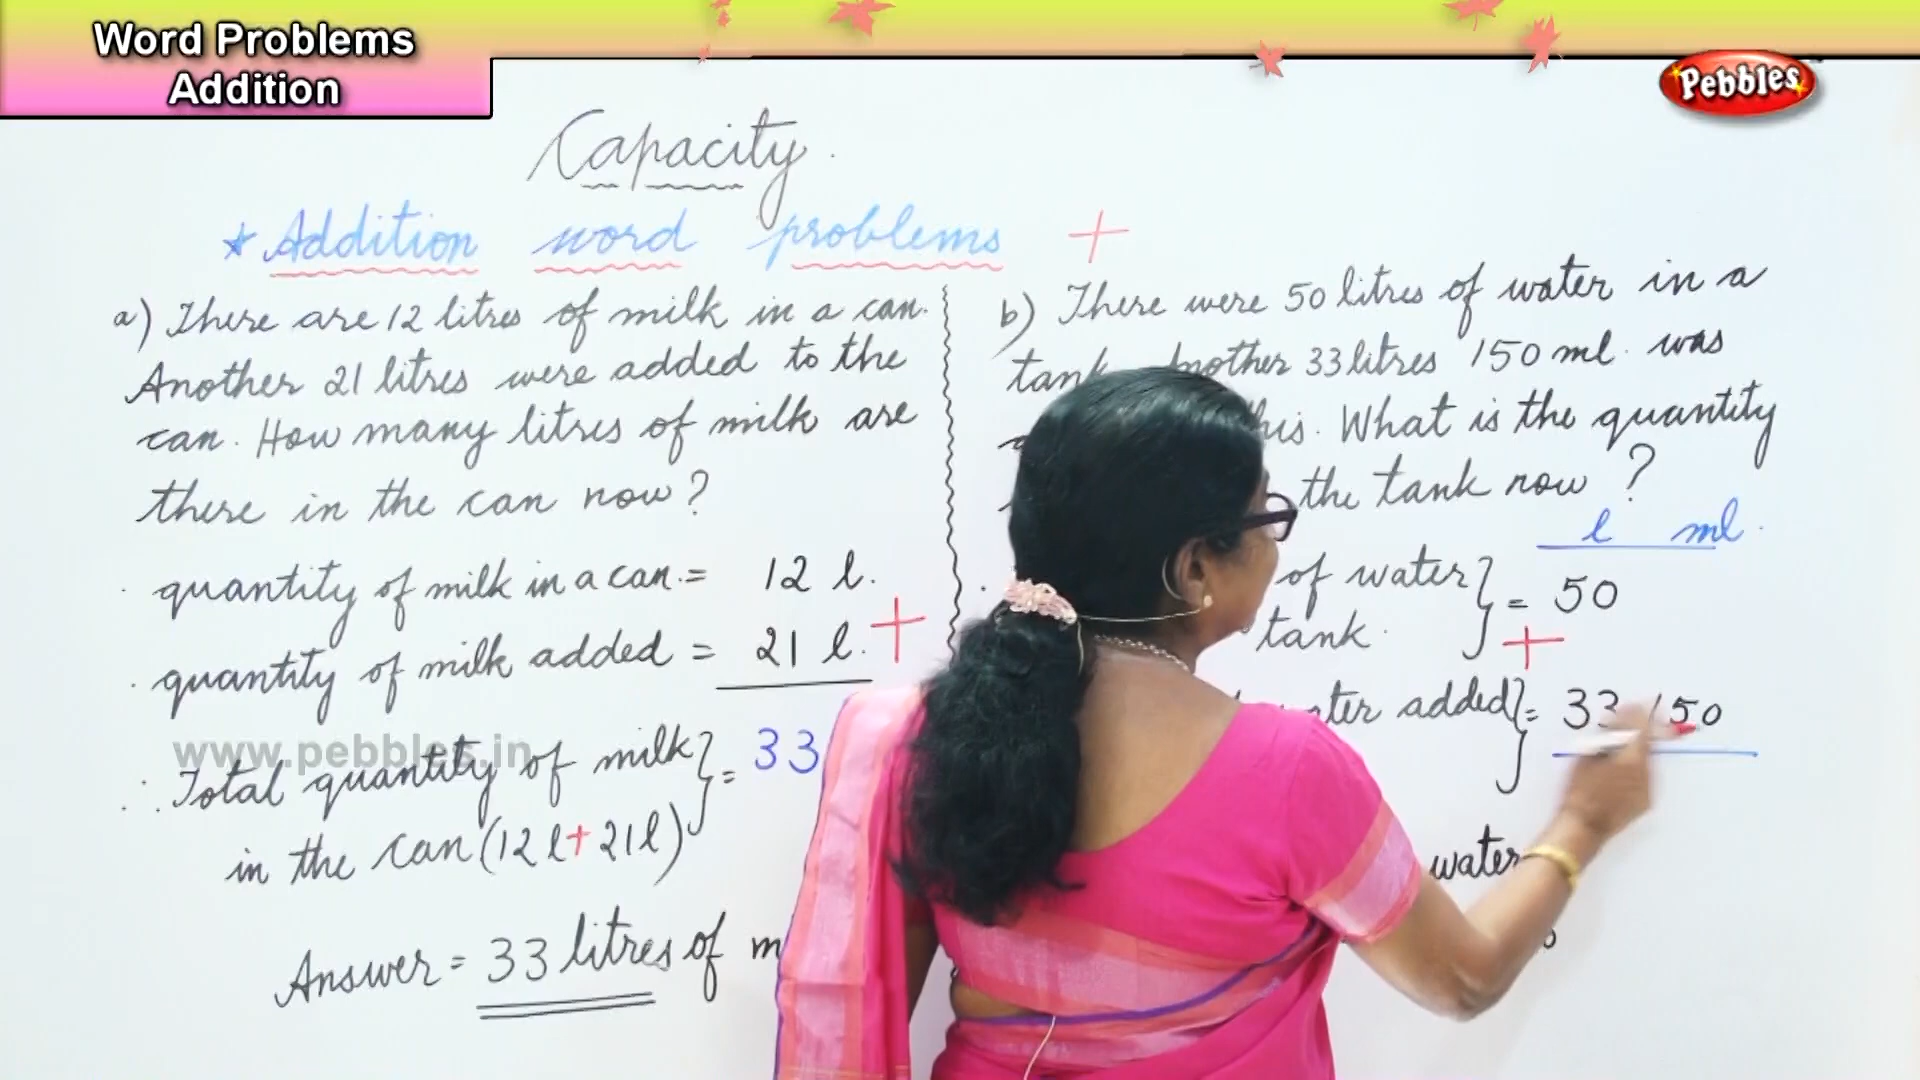 Word Problems
Addition
Pebbles
Capacity.
* Addition word problems +
a) There are 12 litres of milk in a can.
Another 21 litres were added to the
can. How many litres of milk are
there in the can now?
quantity of milk in a can. = 12 l.
quantity of milk added = 21 l. +
www.pebbles.in
∴ Total quantity of milk } = 33
in the can (12 l + 21 l)
Answer = 33 litres of
b) There were 50 litres of water in a
tank. Another 33 litres 150 ml. was
this. What is the quantity
the tank now?
l ml.
of water } = 50
tank. +
water added } = 33 150
water